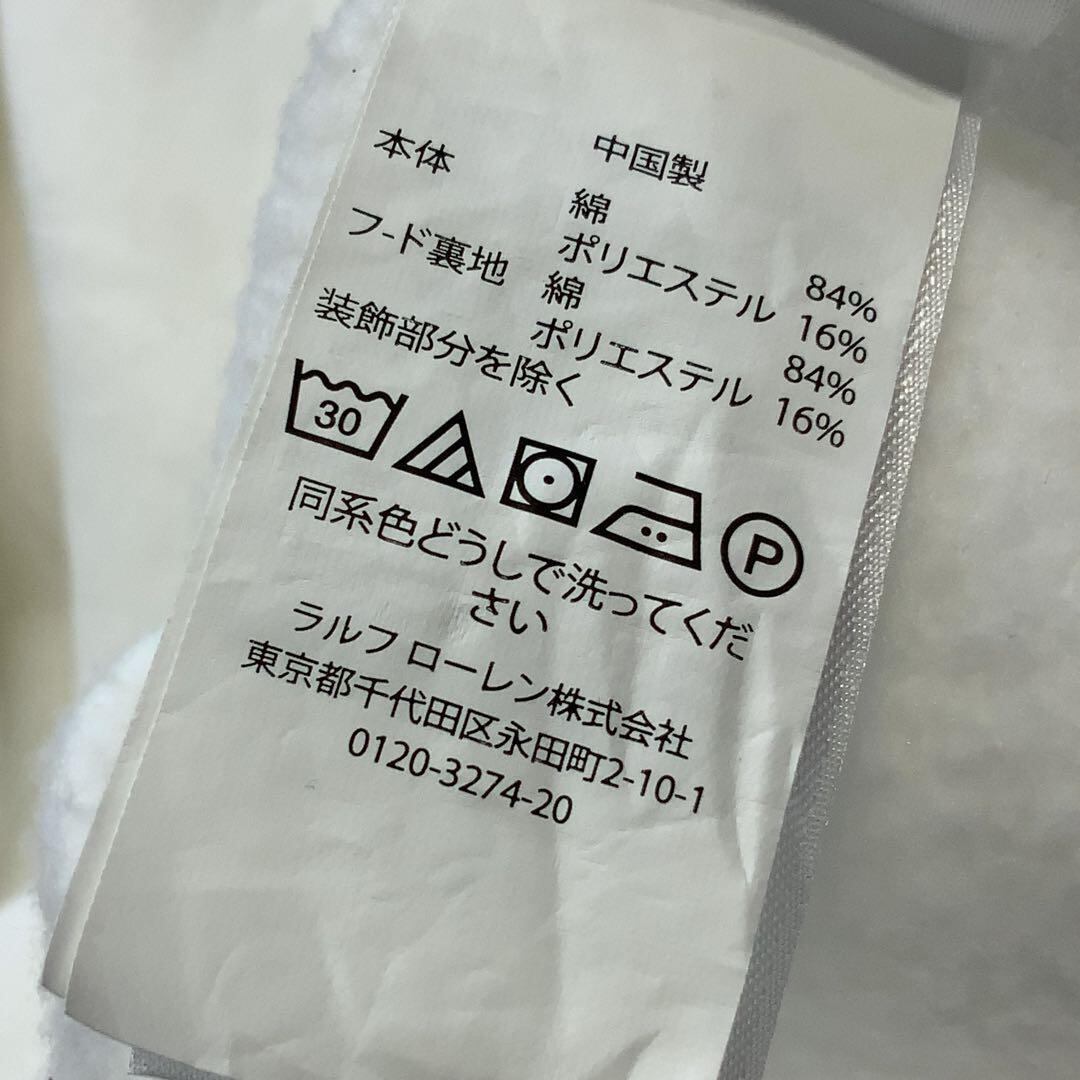 中国製
本体 綿 84%
ポリエステル 16%
フ-ド裏地 綿 84%
ポリエステル 16%
装飾部分を除く
30 P
同系色どうしで洗ってくだ
さい
ラルフ ローレン株式会社
東京都千代田区永田町2-10-1
0120-3274-20